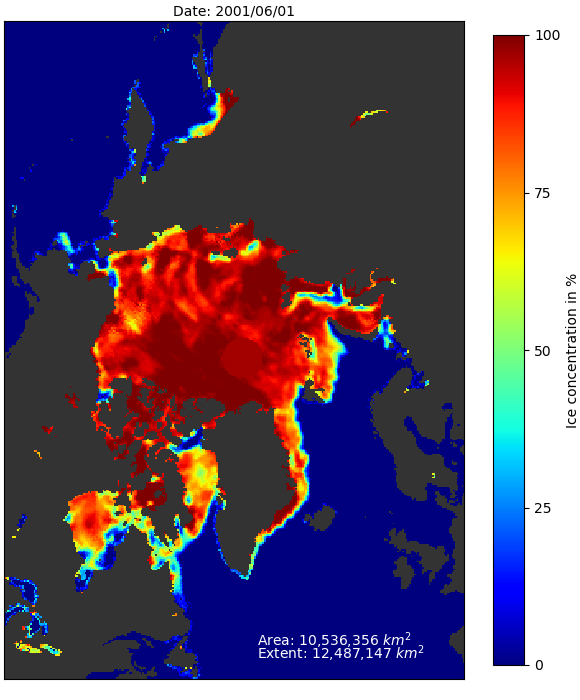 Date: 2001/06/01
100
75
50
25
0
Ice concentration in %
Area: 10,536,356 km²
Extent: 12,487,147 km²